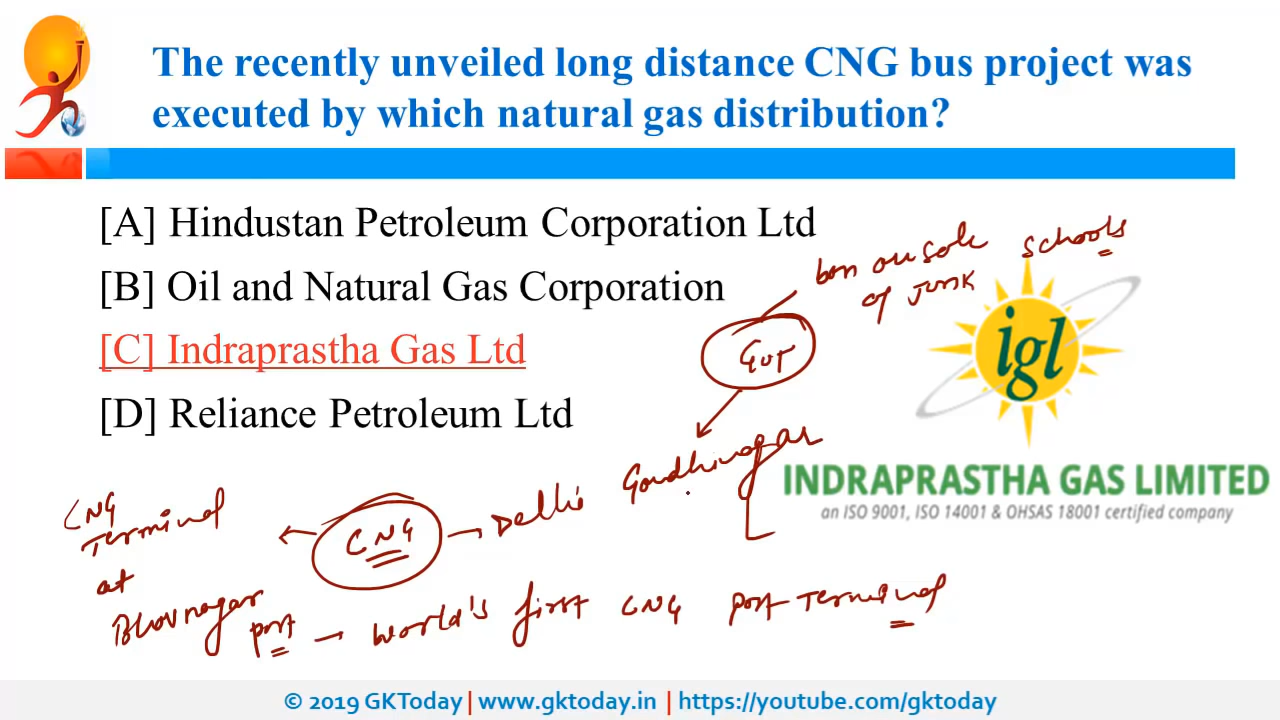 The recently unveiled long distance CNG bus project was
executed by which natural gas distribution?
[A] Hindustan Petroleum Corporation Ltd
[B] Oil and Natural Gas Corporation
[C] Indraprastha Gas Ltd
[D] Reliance Petroleum Ltd
ban on sale
of junk
schools
Guj
Gandhinagar
igl
INDRAPRASTHA GAS LIMITED
an ISO 9001, ISO 14001 & OHSAS 18001 certified company
CNG
Terminal
at
Bhavnagar
port → World's first CNG port terminal
← CNG → Delhi
© 2019 GKToday | www.gktoday.in | https://youtube.com/gktoday